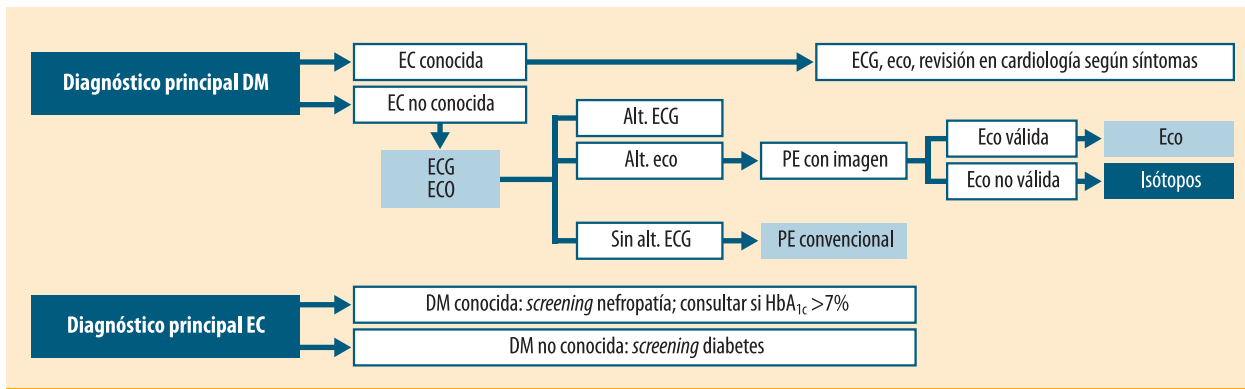 Diagnóstico principal DM
EC conocida
ECG, eco, revisión en cardiología según síntomas
EC no conocida
ECG
ECO
Alt. ECG
Alt. eco
PE con imagen
Eco válida
Eco
Eco no válida
Isótopos
Sin alt. ECG
PE convencional
Diagnóstico principal EC
DM conocida: screening nefropatía; consultar si HbA1c >7%
DM no conocida: screening diabetes